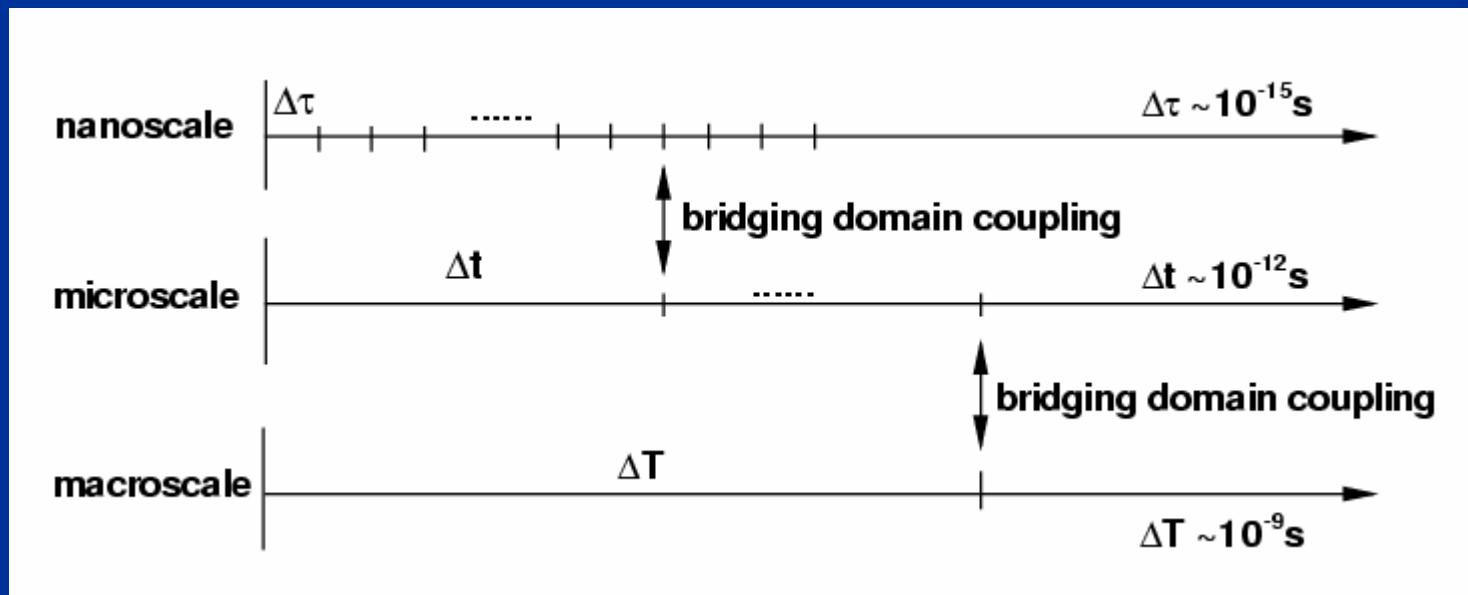 nanoscale
Δτ
......
Δτ ~10⁻¹⁵s
bridging domain coupling
microscale
Δt
......
Δt ~10⁻¹²s
bridging domain coupling
macroscale
ΔT
ΔT ~10⁻⁹s